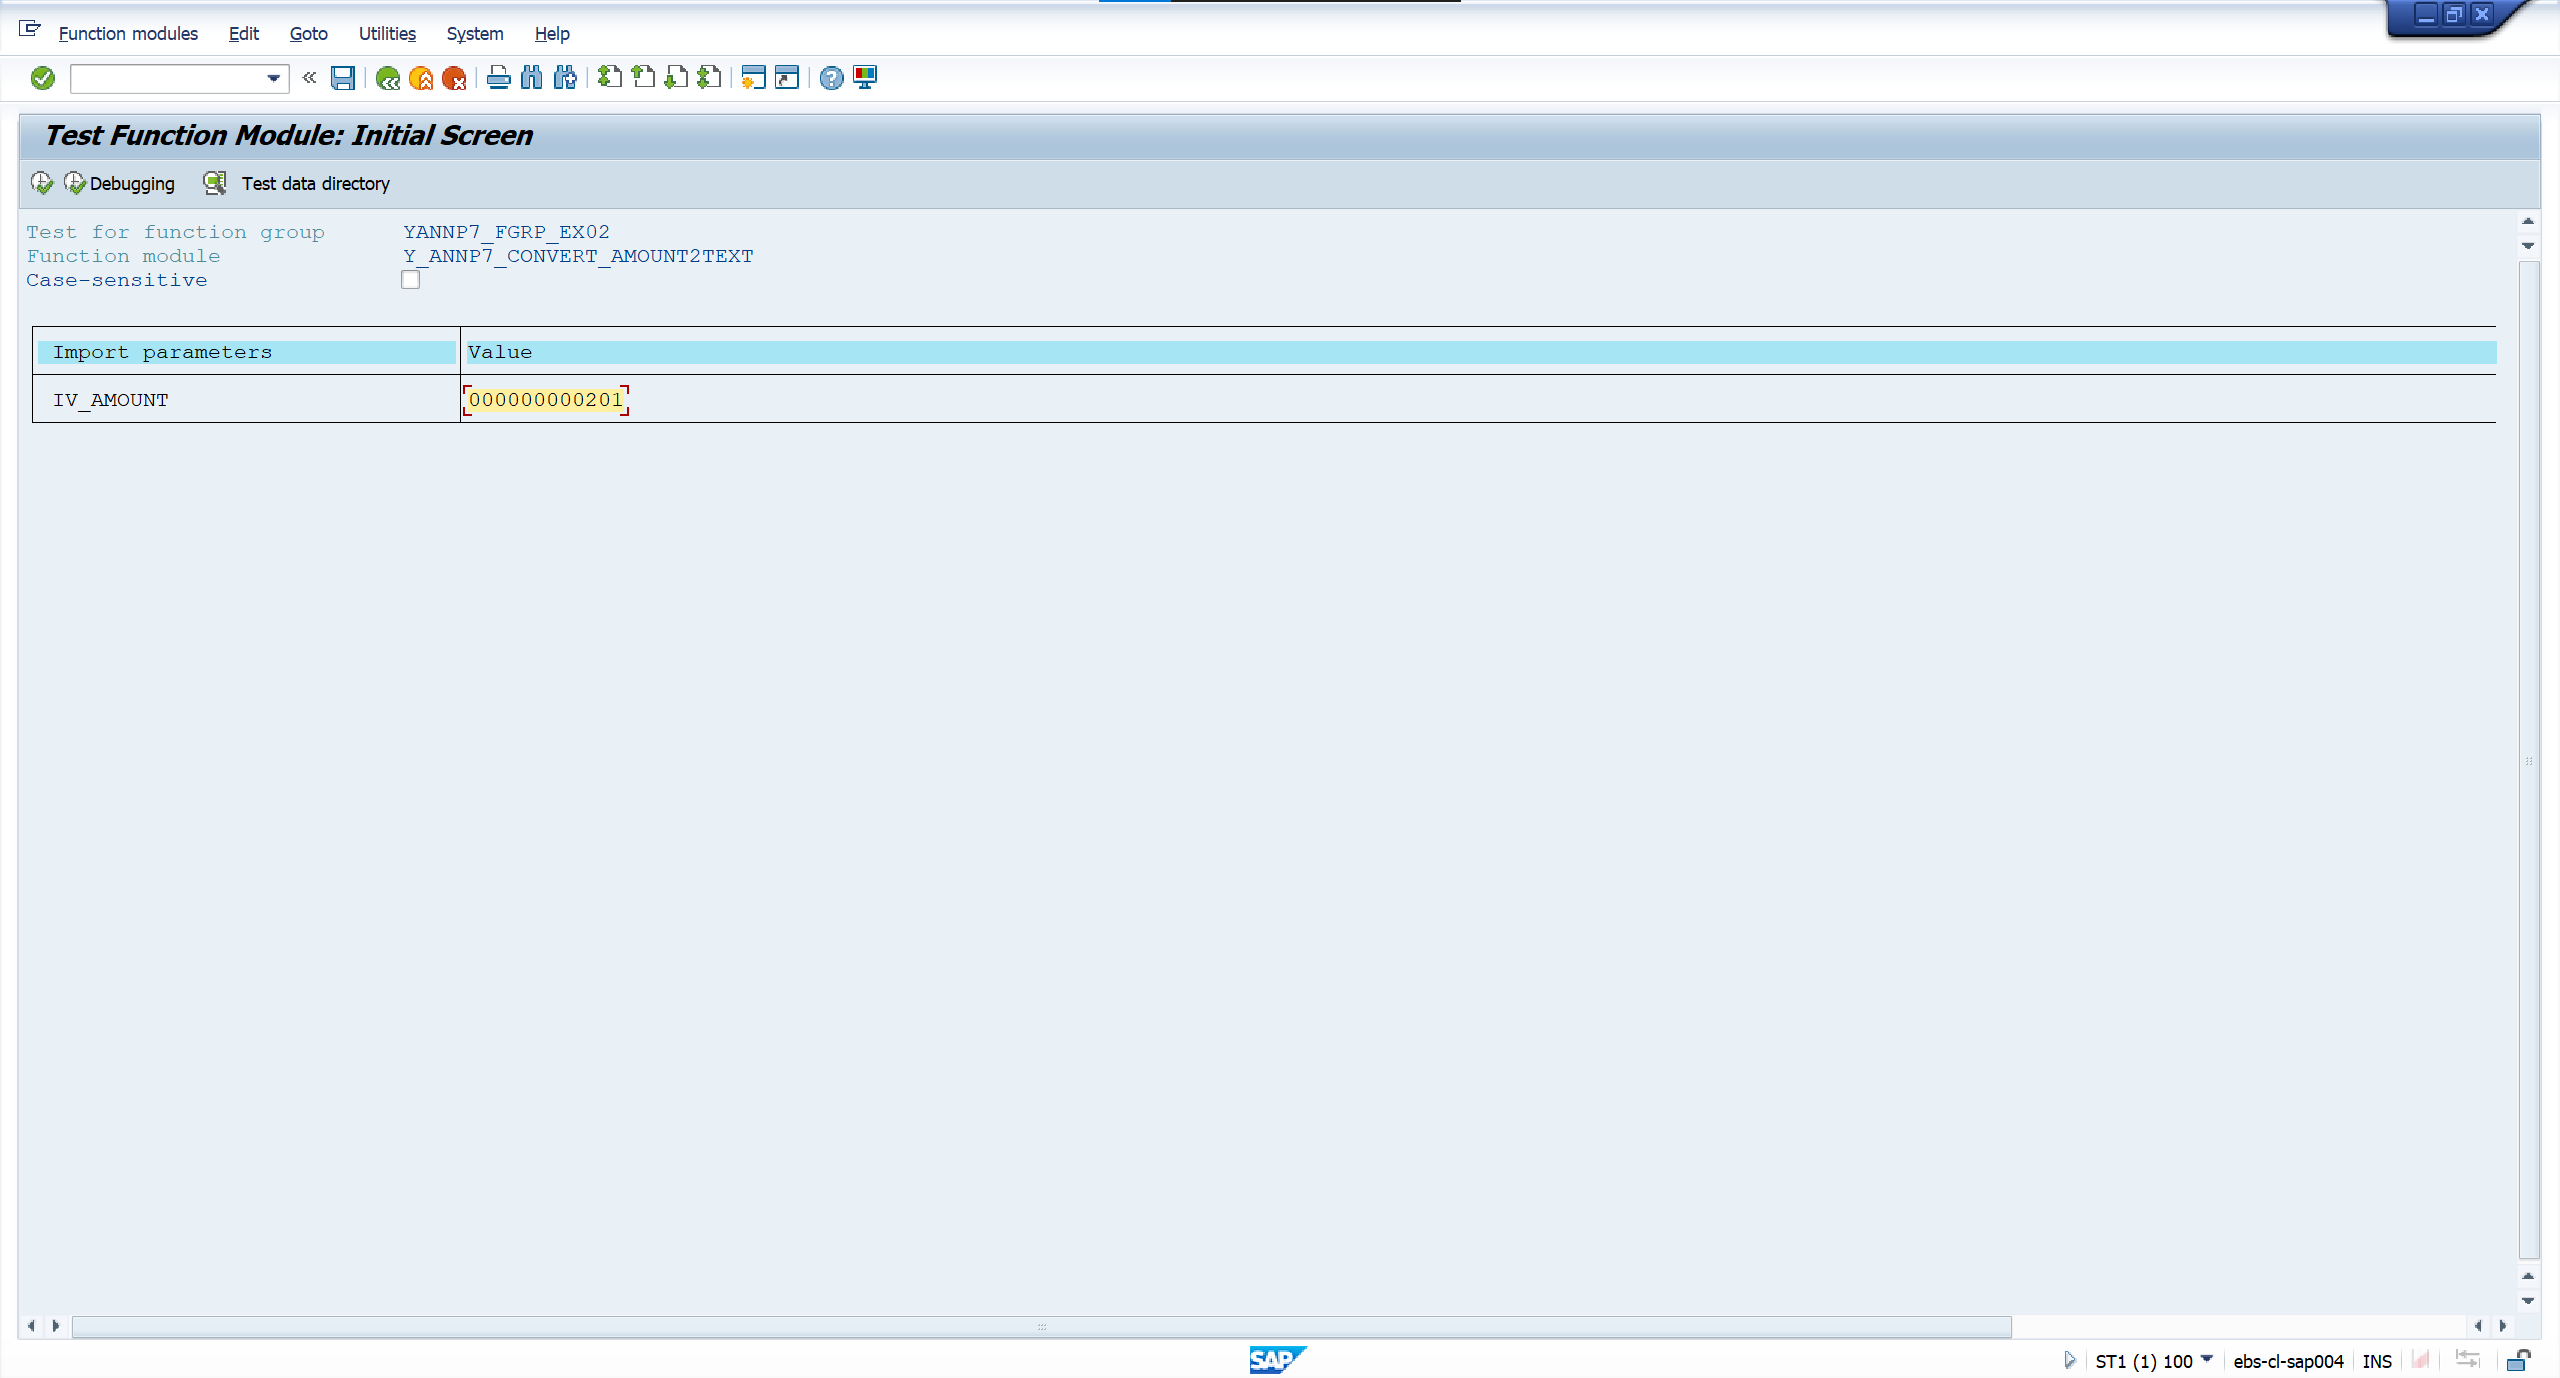 Function modules Edit Goto Utilities System Help
Test Function Module: Initial Screen
Debugging Test data directory
Test for function group YANNP7_FGRP_EX02
Function module Y_ANNP7_CONVERT_AMOUNT2TEXT
Case-sensitive
Import parameters Value
IV_AMOUNT 000000000201
SAP
ST1 (1) 100 ebs-cl-sap004 INS